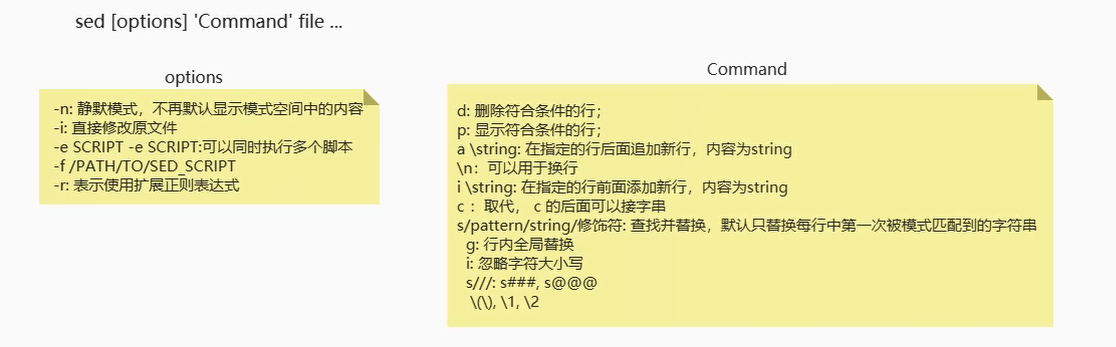 sed [options] 'Command' file ...
options
-n: 静默模式，不再默认显示模式空间中的内容
-i: 直接修改原文件
-e SCRIPT -e SCRIPT:可以同时执行多个脚本
-f /PATH/TO/SED_SCRIPT
-r: 表示使用扩展正则表达式
Command
d: 删除符合条件的行；
p: 显示符合条件的行；
a \string: 在指定的行后面追加新行，内容为string
\n：可以用于换行
i \string: 在指定的行前面添加新行，内容为string
c ：取代， c 的后面可以接字串
s/pattern/string/修饰符: 查找并替换，默认只替换每行中第一次被模式匹配到的字符串
g: 行内全局替换
i: 忽略字符大小写
s///: s###, s@@@
\(\), \1, \2